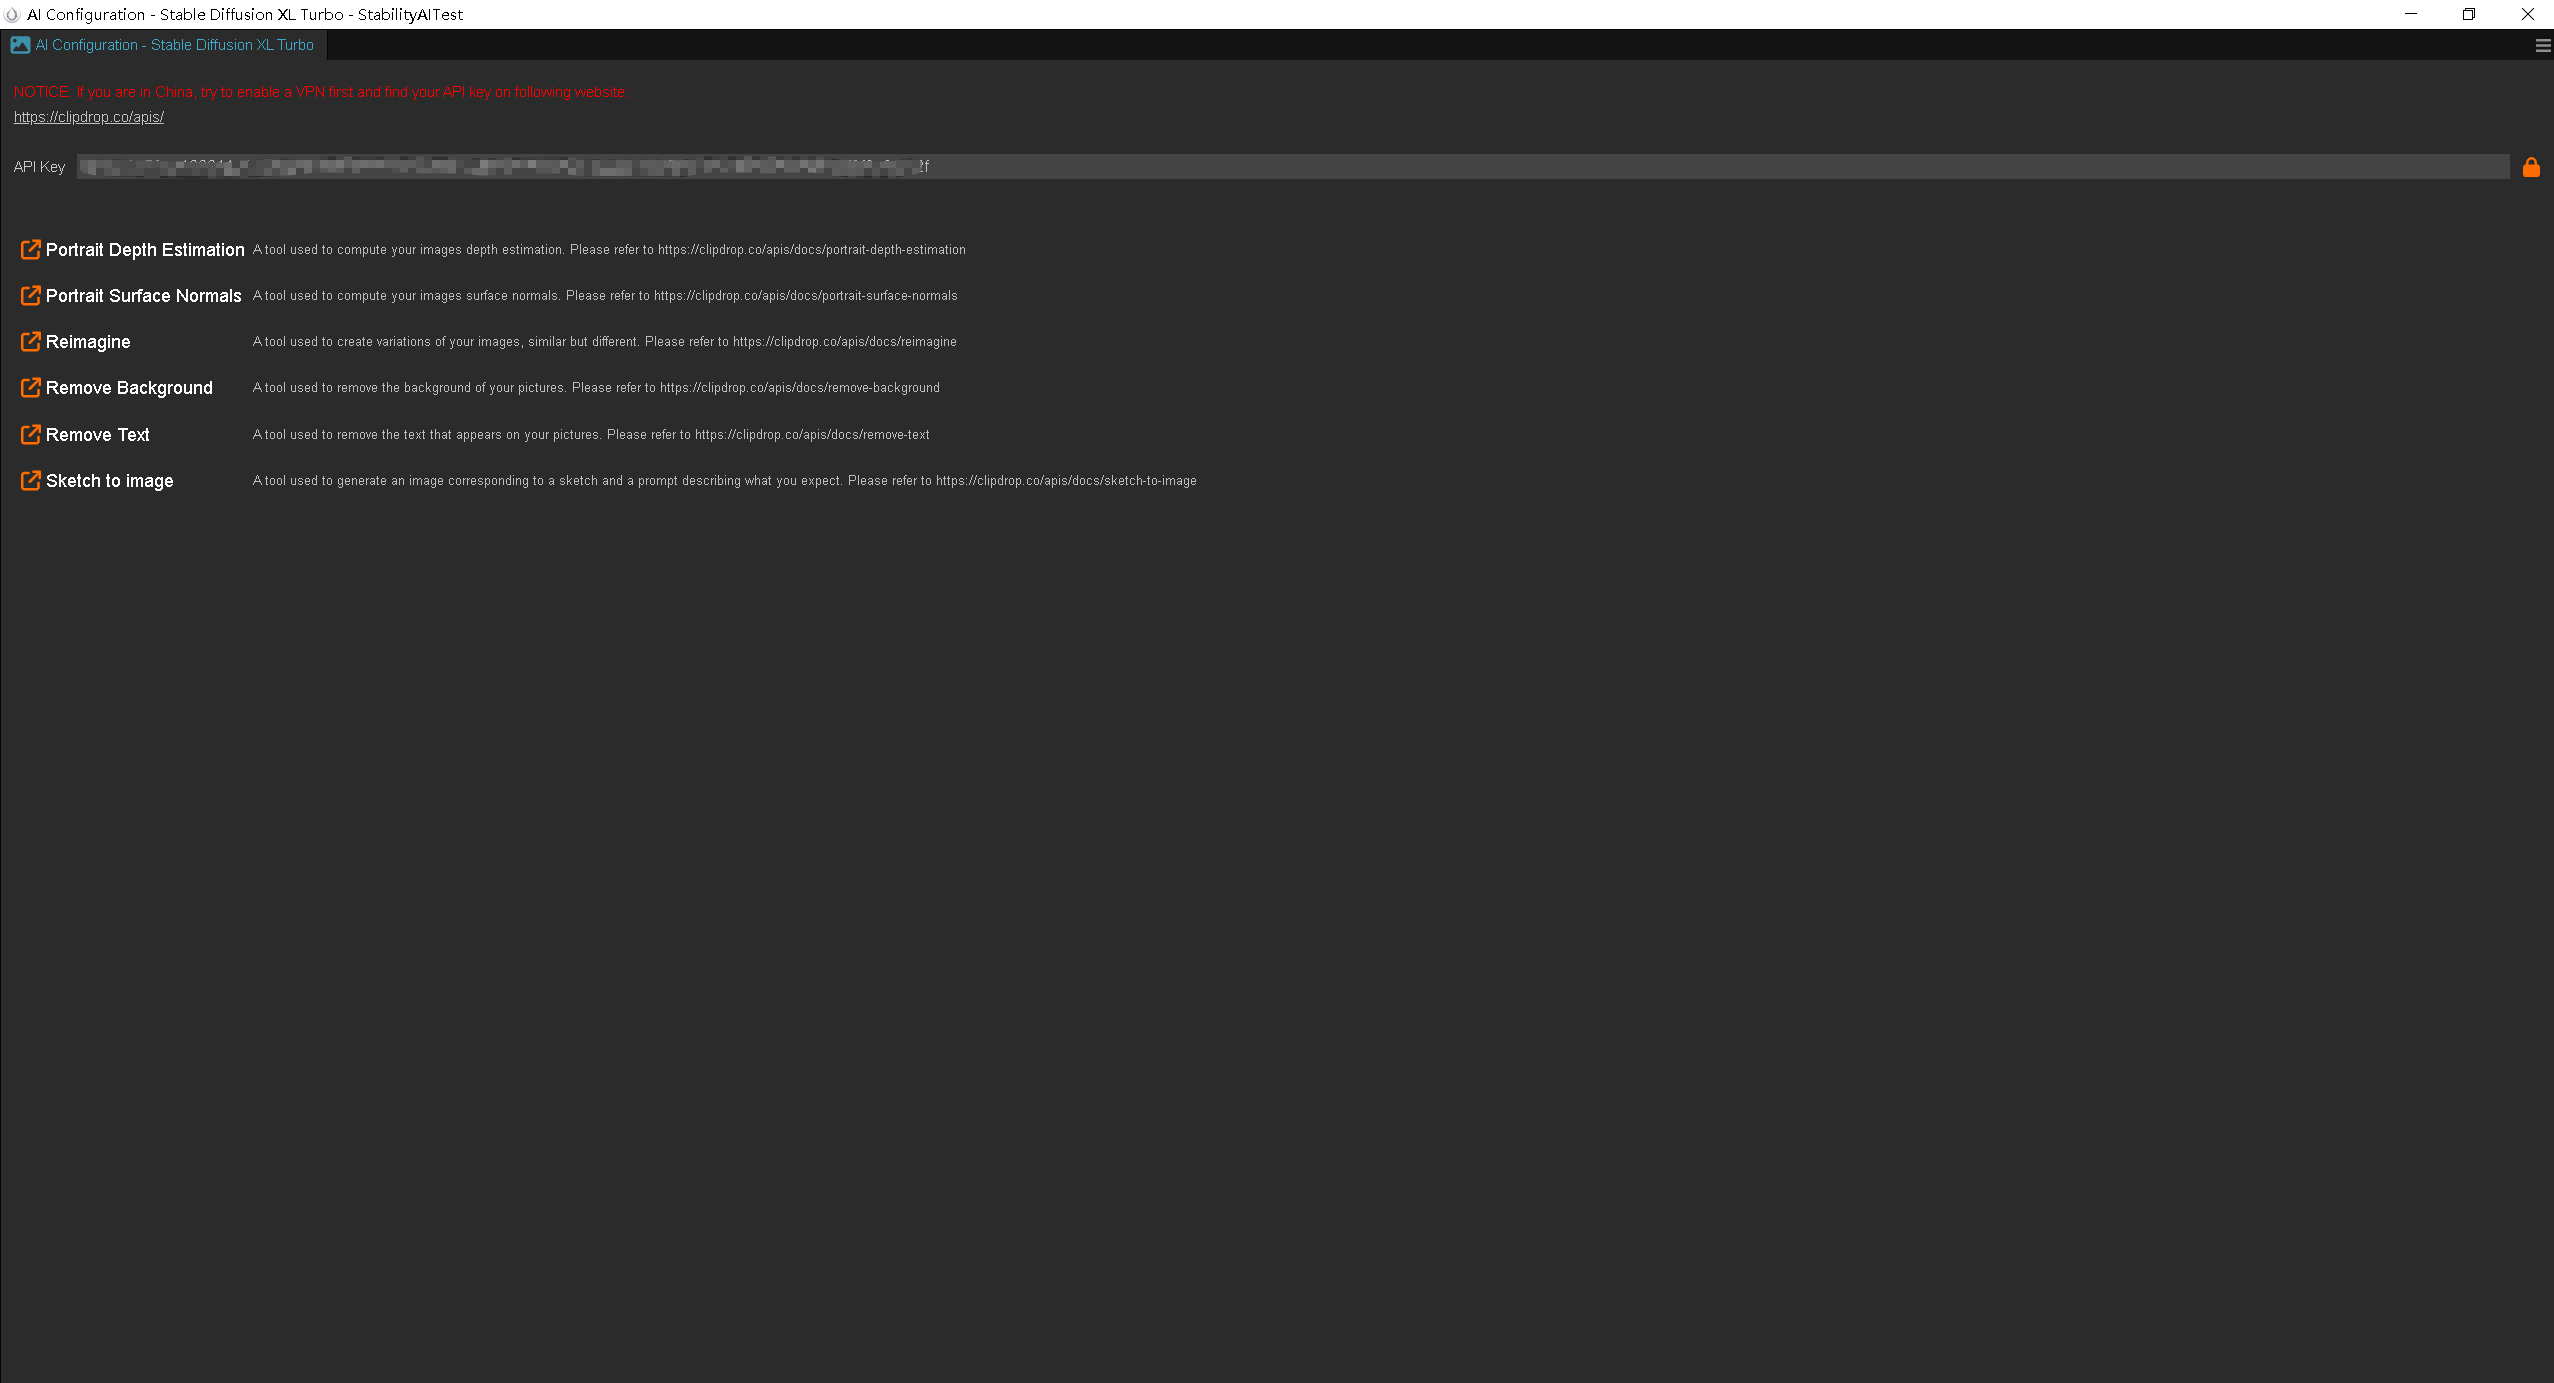 AI Configuration - Stable Diffusion XL Turbo - StabilityAITest
AI Configuration - Stable Diffusion XL Turbo
NOTICE: If you are in China, try to enable a VPN first and find your API key on following website:
https://clipdrop.co/apis/
API Key
Portrait Depth Estimation A tool used to compute your images depth estimation. Please refer to https://clipdrop.co/apis/docs/portrait-depth-estimation
Portrait Surface Normals A tool used to compute your images surface normals. Please refer to https://clipdrop.co/apis/docs/portrait-surface-normals
Reimagine A tool used to create variations of your images, similar but different. Please refer to https://clipdrop.co/apis/docs/reimagine
Remove Background A tool used to remove the background of your pictures. Please refer to https://clipdrop.co/apis/docs/remove-background
Remove Text A tool used to remove the text that appears on your pictures. Please refer to https://clipdrop.co/apis/docs/remove-text
Sketch to image A tool used to generate an image corresponding to a sketch and a prompt describing what you expect. Please refer to https://clipdrop.co/apis/docs/sketch-to-image